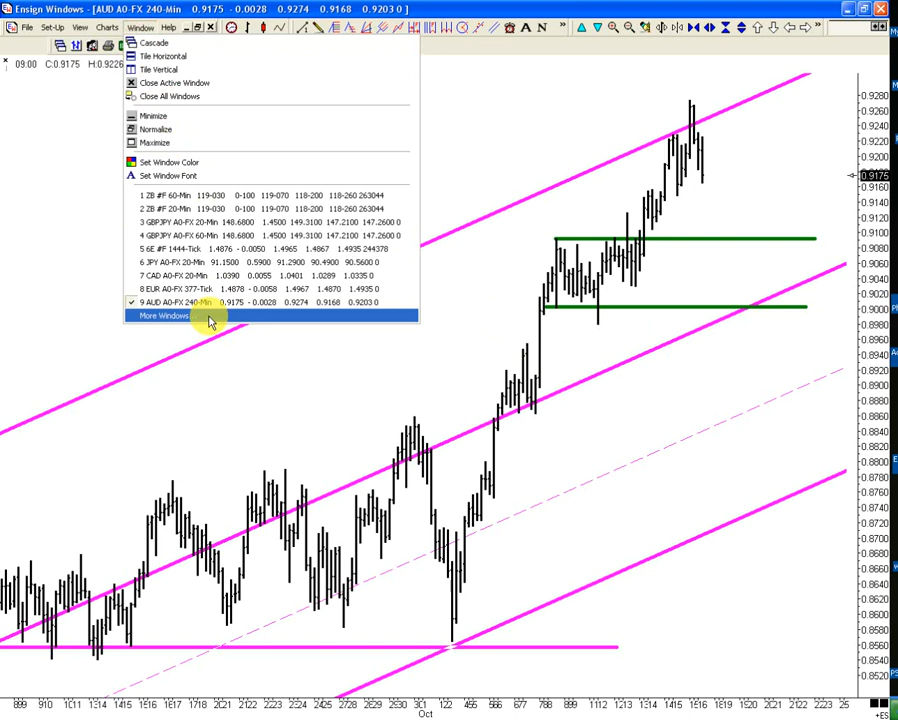 Ensign Windows - [AUD A0-FX 240-Min 0.9175 - 0.0028 0.9274 0.9168 0.9203 0]
File Set-Up View Charts Window Help
09:00 C:0.9175 H:0.9226
Cascade
Tile Horizontal
Tile Vertical
Close Active Window
Close All Windows
Minimize
Normalize
Maximize
Set Window Color
Set Window Font
1 ZB #F 60-Min 119-030 0-100 119-070 118-200 118-260 263044
2 ZB #F 20-Min 119-030 0-100 119-070 118-200 118-260 263044
3 GBPJPY A0-FX 20-Min 148.6800 1.4500 149.3100 147.2100 147.2600 0
4 GBPJPY A0-FX 60-Min 148.6800 1.4500 149.3100 147.2100 147.2600 0
5 6E #F 1444-Tick 1.4876 -0.0050 1.4965 1.4867 1.4935 244378
6 JPY A0-FX 20-Min 91.1500 0.5900 91.2900 90.4900 90.5600 0
7 CAD A0-FX 20-Min 1.0390 0.0055 1.0401 1.0289 1.0335 0
8 EUR A0-FX 377-Tick 1.4878 -0.0058 1.4967 1.4870 1.4935 0
9 AUD A0-FX 240-Min 0.9175 -0.0028 0.9274 0.9168 0.9203 0
More Windows...
0.9280
0.9260
0.9240
0.9220
0.9200
0.9175
0.9160
0.9140
0.9120
0.9100
0.9080
0.9060
0.9040
0.9020
0.9000
0.8980
0.8960
0.8940
0.8920
0.8900
0.8880
0.8860
0.8840
0.8820
0.8800
0.8780
0.8760
0.8740
0.8720
0.8700
0.8680
0.8660
0.8640
0.8620
0.8600
0.8580
0.8560
0.8540
0.8520
Oct
+ES